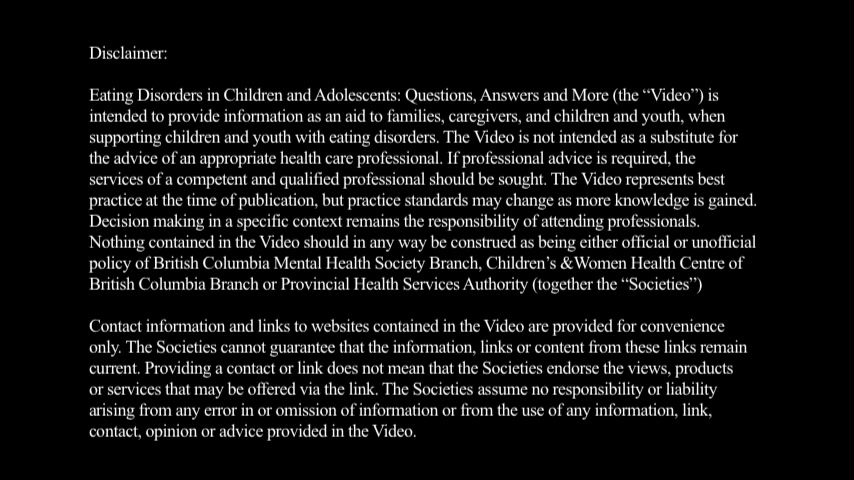 Disclaimer:
Eating Disorders in Children and Adolescents: Questions, Answers and More (the “Video”) is
intended to provide information as an aid to families, caregivers, and children and youth, when
supporting children and youth with eating disorders. The Video is not intended as a substitute for
the advice of an appropriate health care professional. If professional advice is required, the
services of a competent and qualified professional should be sought. The Video represents best
practice at the time of publication, but practice standards may change as more knowledge is gained.
Decision making in a specific context remains the responsibility of attending professionals.
Nothing contained in the Video should in any way be construed as being either official or unofficial
policy of British Columbia Mental Health Society Branch, Children’s &Women Health Centre of
British Columbia Branch or Provincial Health Services Authority (together the “Societies”)
Contact information and links to websites contained in the Video are provided for convenience
only. The Societies cannot guarantee that the information, links or content from these links remain
current. Providing a contact or link does not mean that the Societies endorse the views, products
or services that may be offered via the link. The Societies assume no responsibility or liability
arising from any error in or omission of information or from the use of any information, link,
contact, opinion or advice provided in the Video.